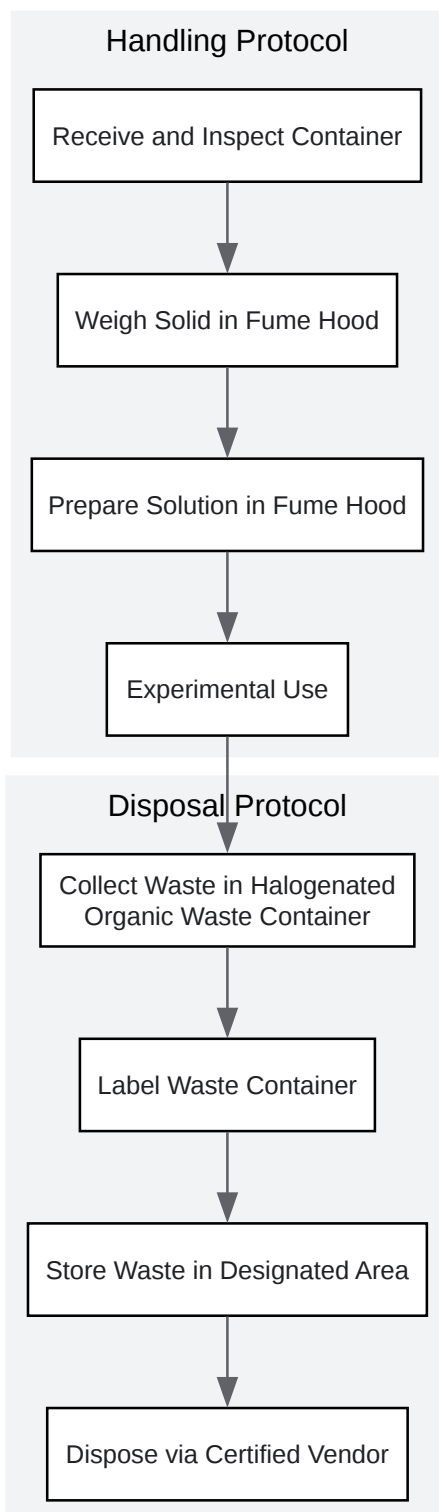 Handling Protocol
Receive and Inspect Container
Weigh Solid in Fume Hood
Prepare Solution in Fume Hood
Experimental Use
Disposal Protocol
Collect Waste in Halogenated
Organic Waste Container
Label Waste Container
Store Waste in Designated Area
Dispose via Certified Vendor